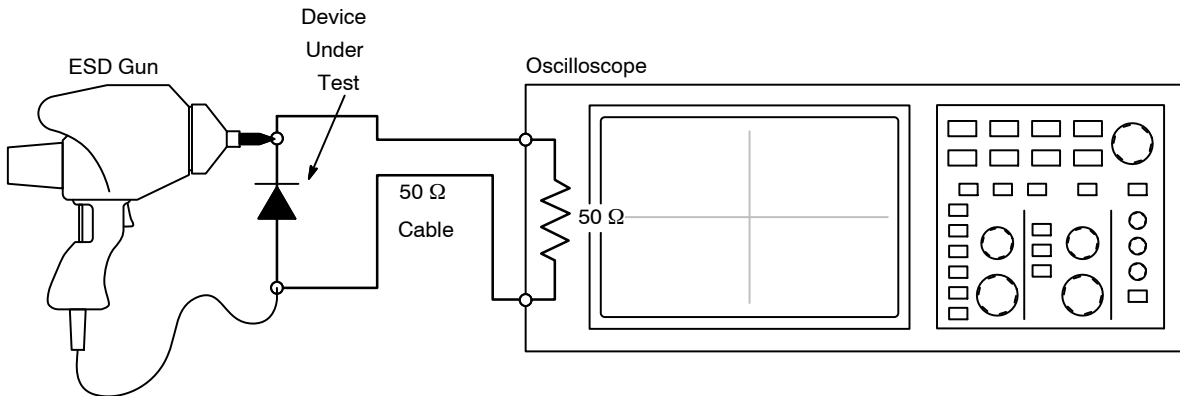 Device
Under
Test
ESD Gun
Oscilloscope
50 Ω
Cable
50 Ω